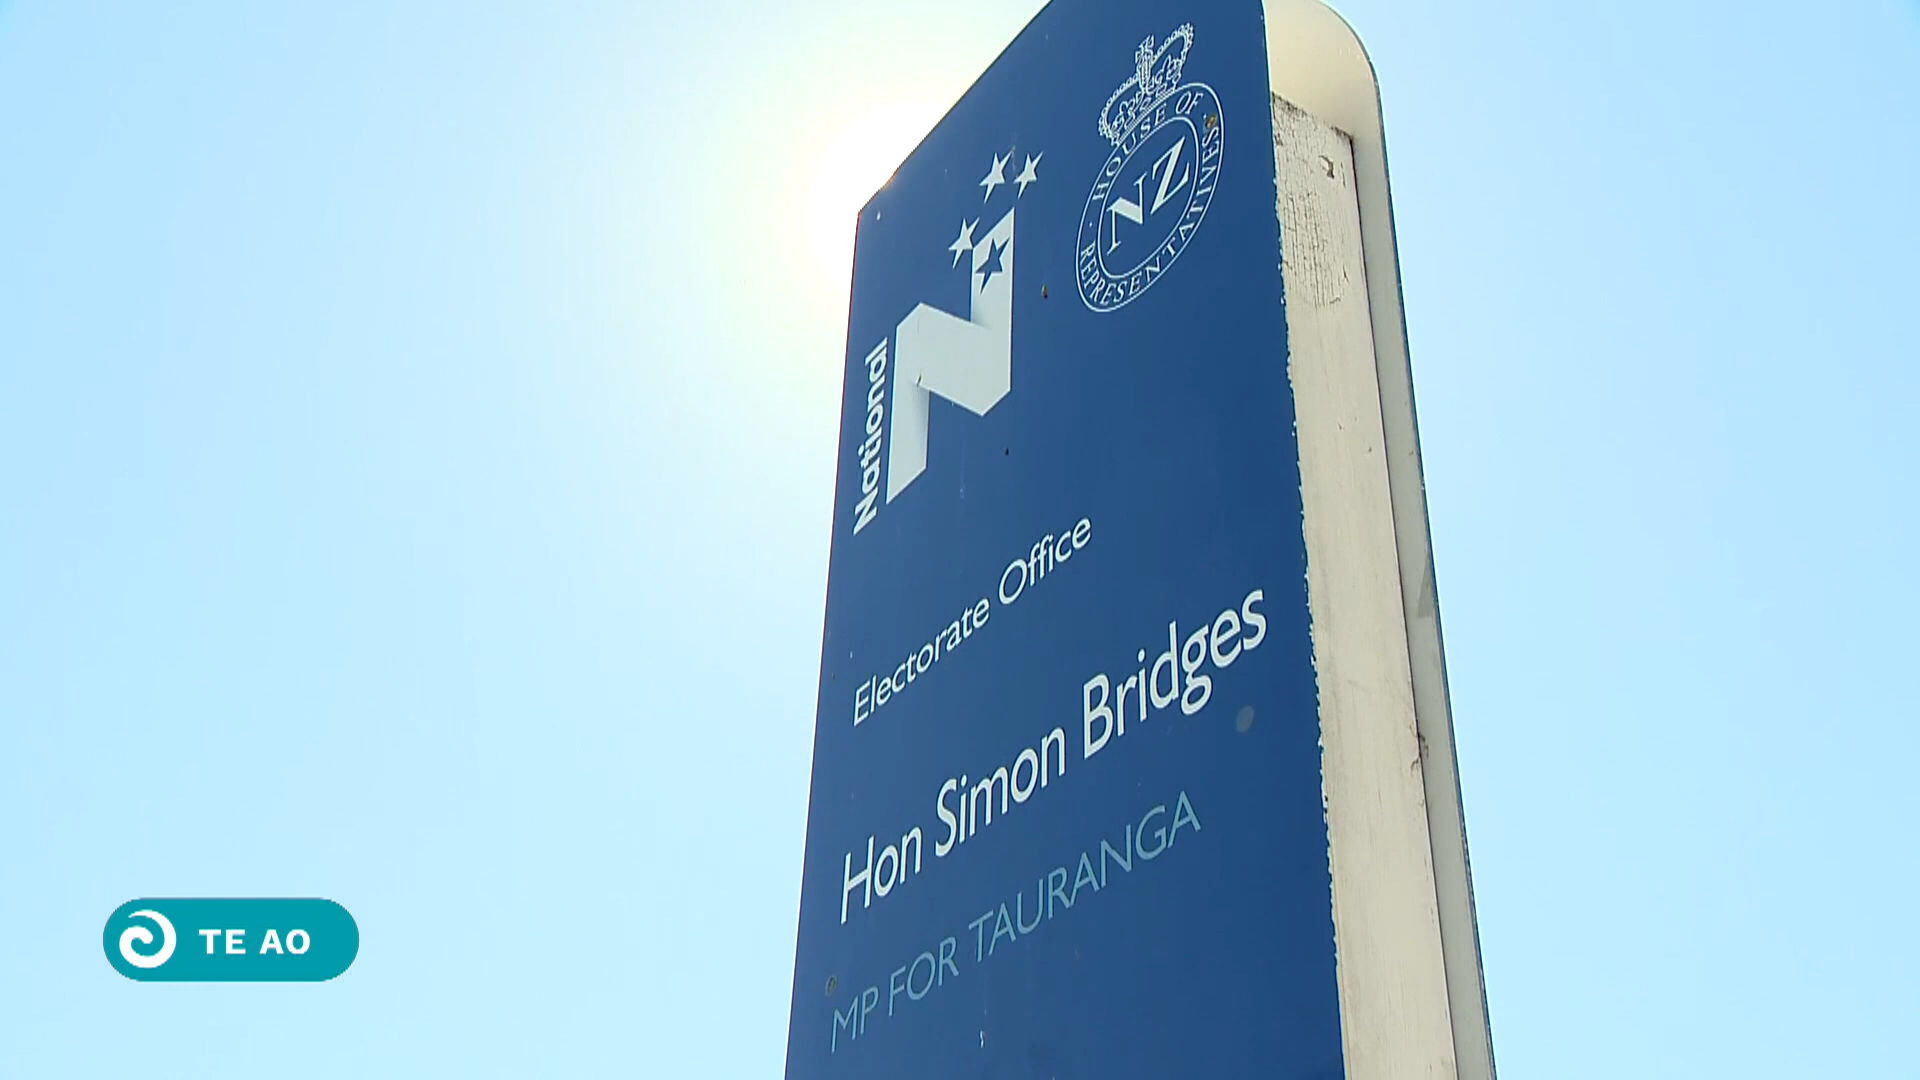 HOUSE OF REPRESENTATIVES
NZ
National
Electorate Office
Hon Simon Bridges
MP FOR TAURANGA
TE AO